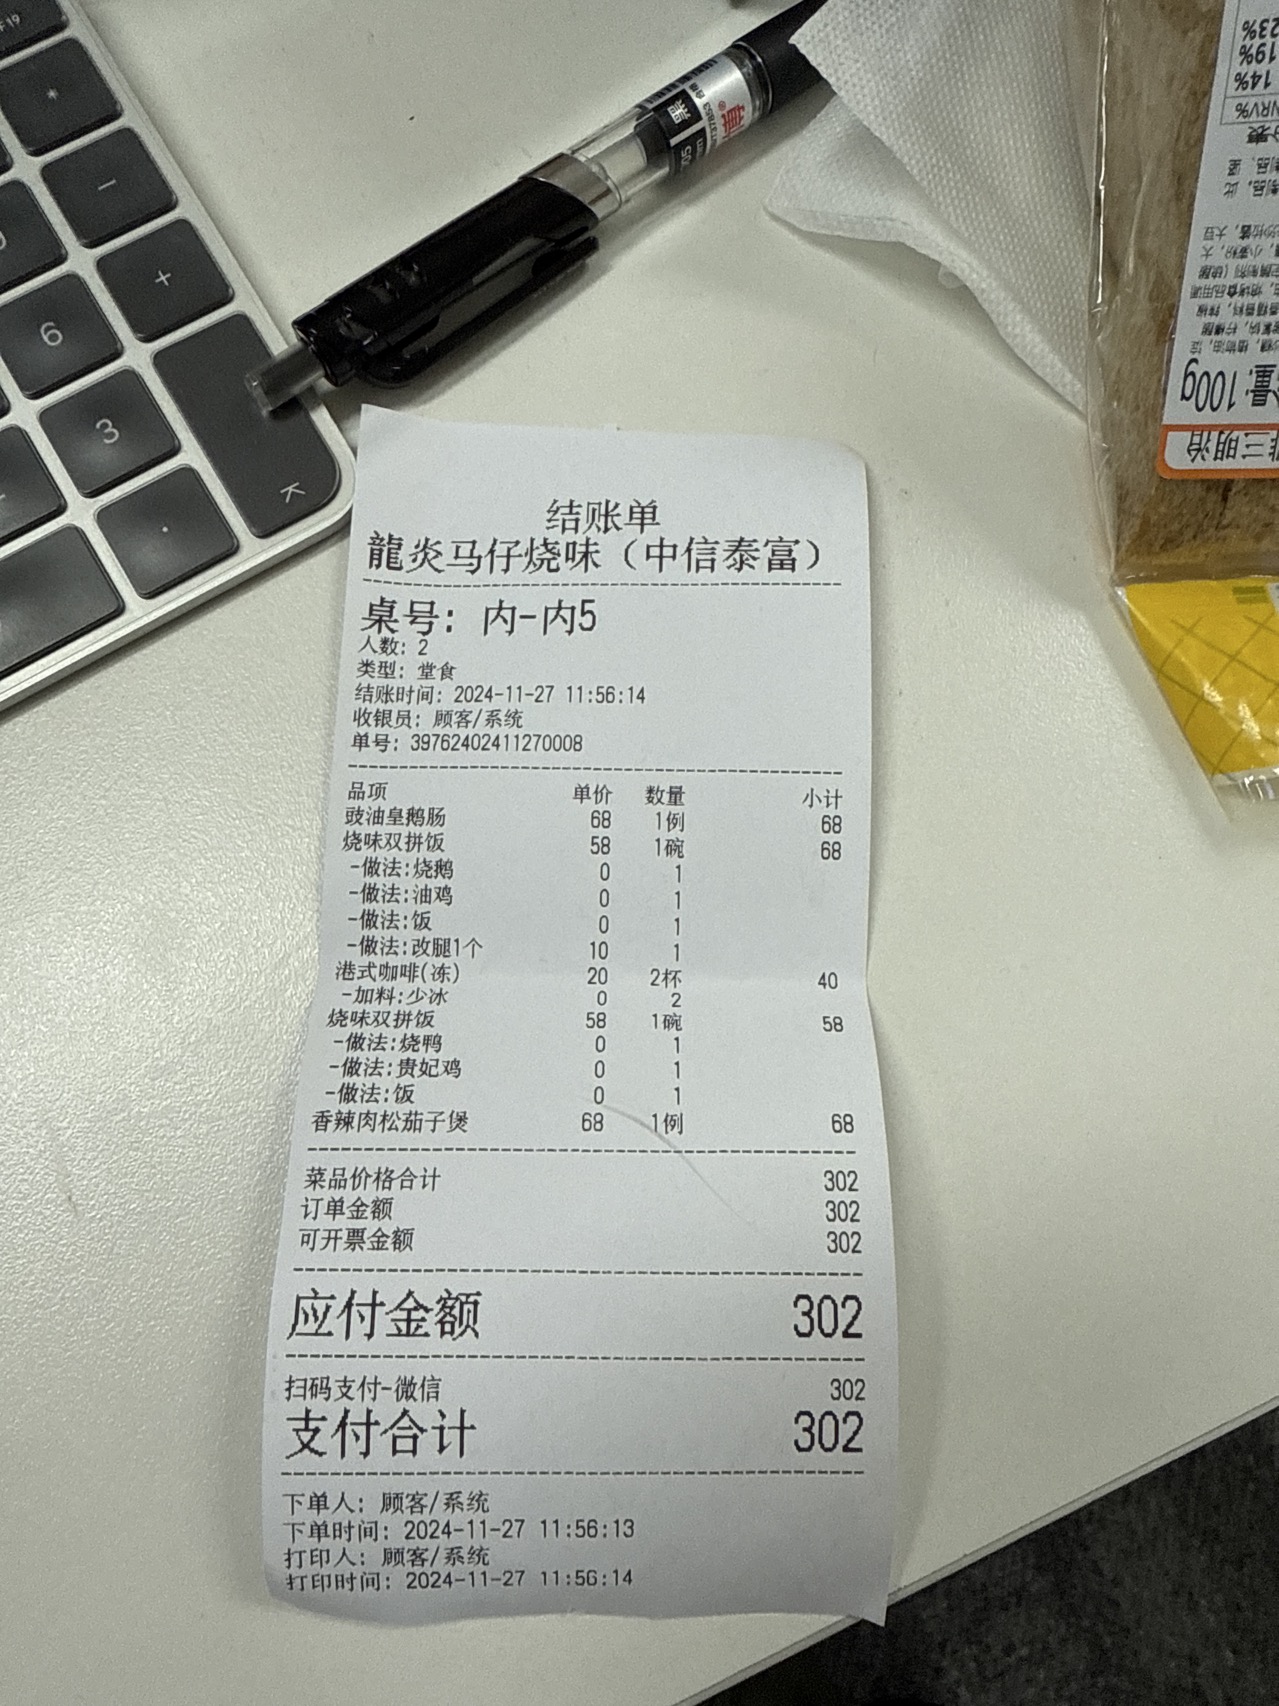 F19
*
-
+
6
3
.
结账单
龍炎马仔烧味（中信泰富）
桌号：内-内5
人数：2
类型：堂食
结账时间：2024-11-27 11:56:14
收银员：顾客/系统
单号：39762402411270008
品项 单价 数量 小计
豉油皇鹅肠 68 1例 68
烧味双拼饭 58 1碗 68
-做法:烧鹅 0 1
-做法:油鸡 0 1
-做法:饭 0 1
-做法:改腿1个 10 1
港式咖啡(冻) 20 2杯 40
-加料:少冰 0 2
烧味双拼饭 58 1碗 58
-做法:烧鸭 0 1
-做法:贵妃鸡 0 1
-做法:饭 0 1
香辣肉松茄子煲 68 1例 68
菜品价格合计 302
订单金额 302
可开票金额 302
应付金额 302
扫码支付-微信 302
支付合计 302
下单人：顾客/系统
下单时间：2024-11-27 11:56:13
打印人：顾客/系统
打印时间：2024-11-27 11:56:14
三明治
量:100g
NRV%
14%
19%
23%